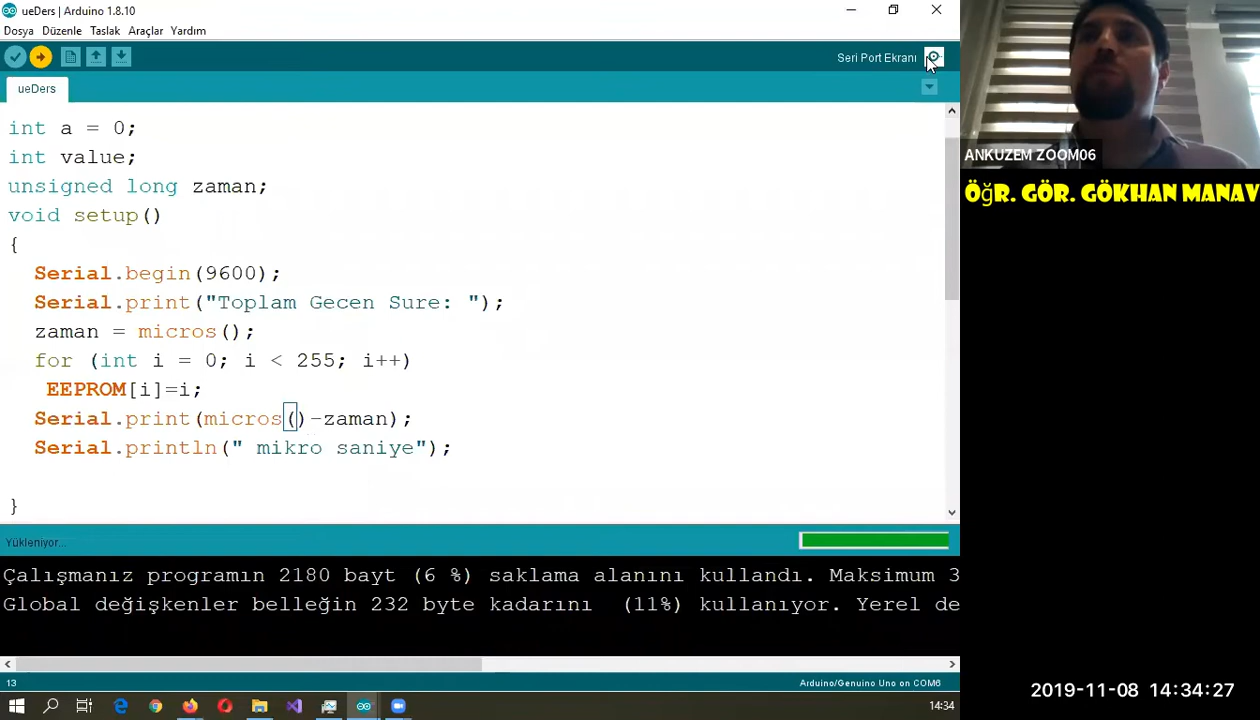 ueDers | Arduino 1.8.10
Dosya Düzenle Taslak Araçlar Yardım
Seri Port Ekranı
ueDers
int a = 0;
int value;
unsigned long zaman;
void setup()
{
Serial.begin(9600);
Serial.print("Toplam Gecen Sure: ");
zaman = micros();
for (int i = 0; i < 255; i++)
EEPROM[i]=i;
Serial.print(micros()-zaman);
Serial.println(" mikro saniye");
}
Yükleniyor...
Çalışmanız programın 2180 bayt (6 %) saklama alanını kullandı. Maksimum 3
Global değişkenler belleğin 232 byte kadarını (11%) kullanıyor. Yerel de
13
Arduino/Genuino Uno on COM6
14:34
ANKUZEM ZOOM06
ÖĞR. GÖR. GÖKHAN MANAV
2019-11-08 14:34:27